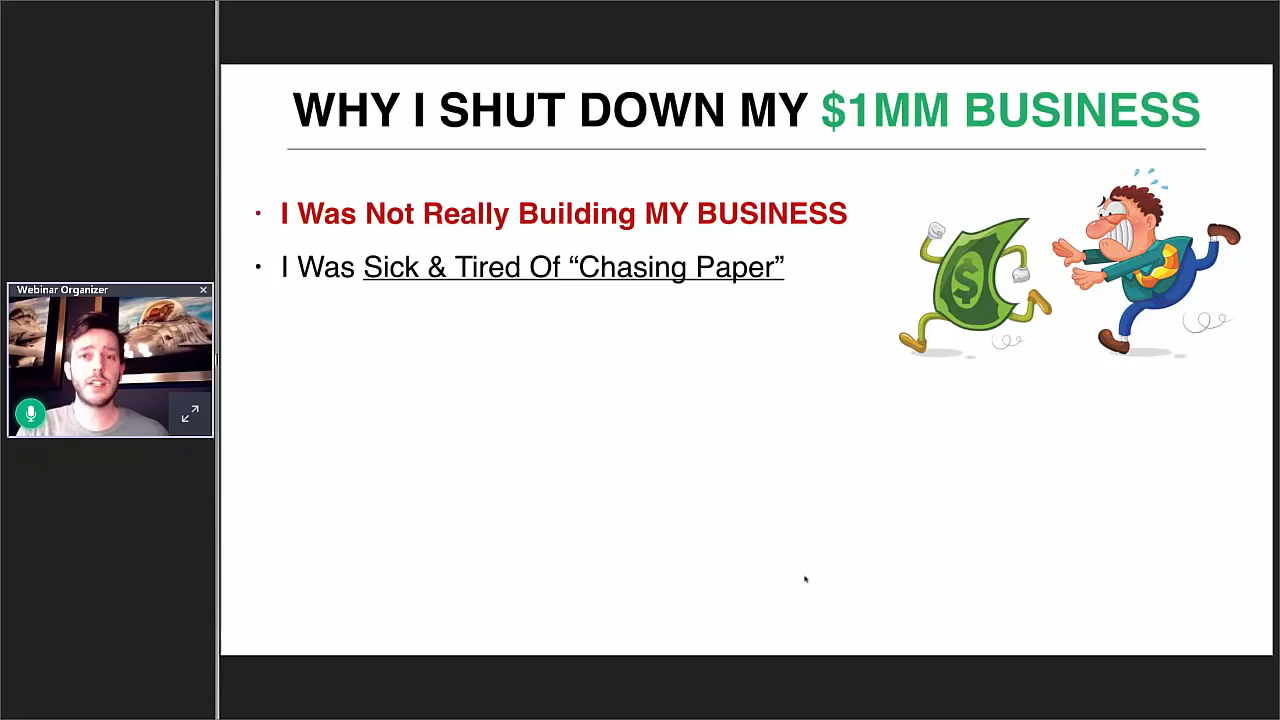 WHY I SHUT DOWN MY $1MM BUSINESS
• I Was Not Really Building MY BUSINESS
• I Was Sick & Tired Of “Chasing Paper”
$
Webinar Organizer